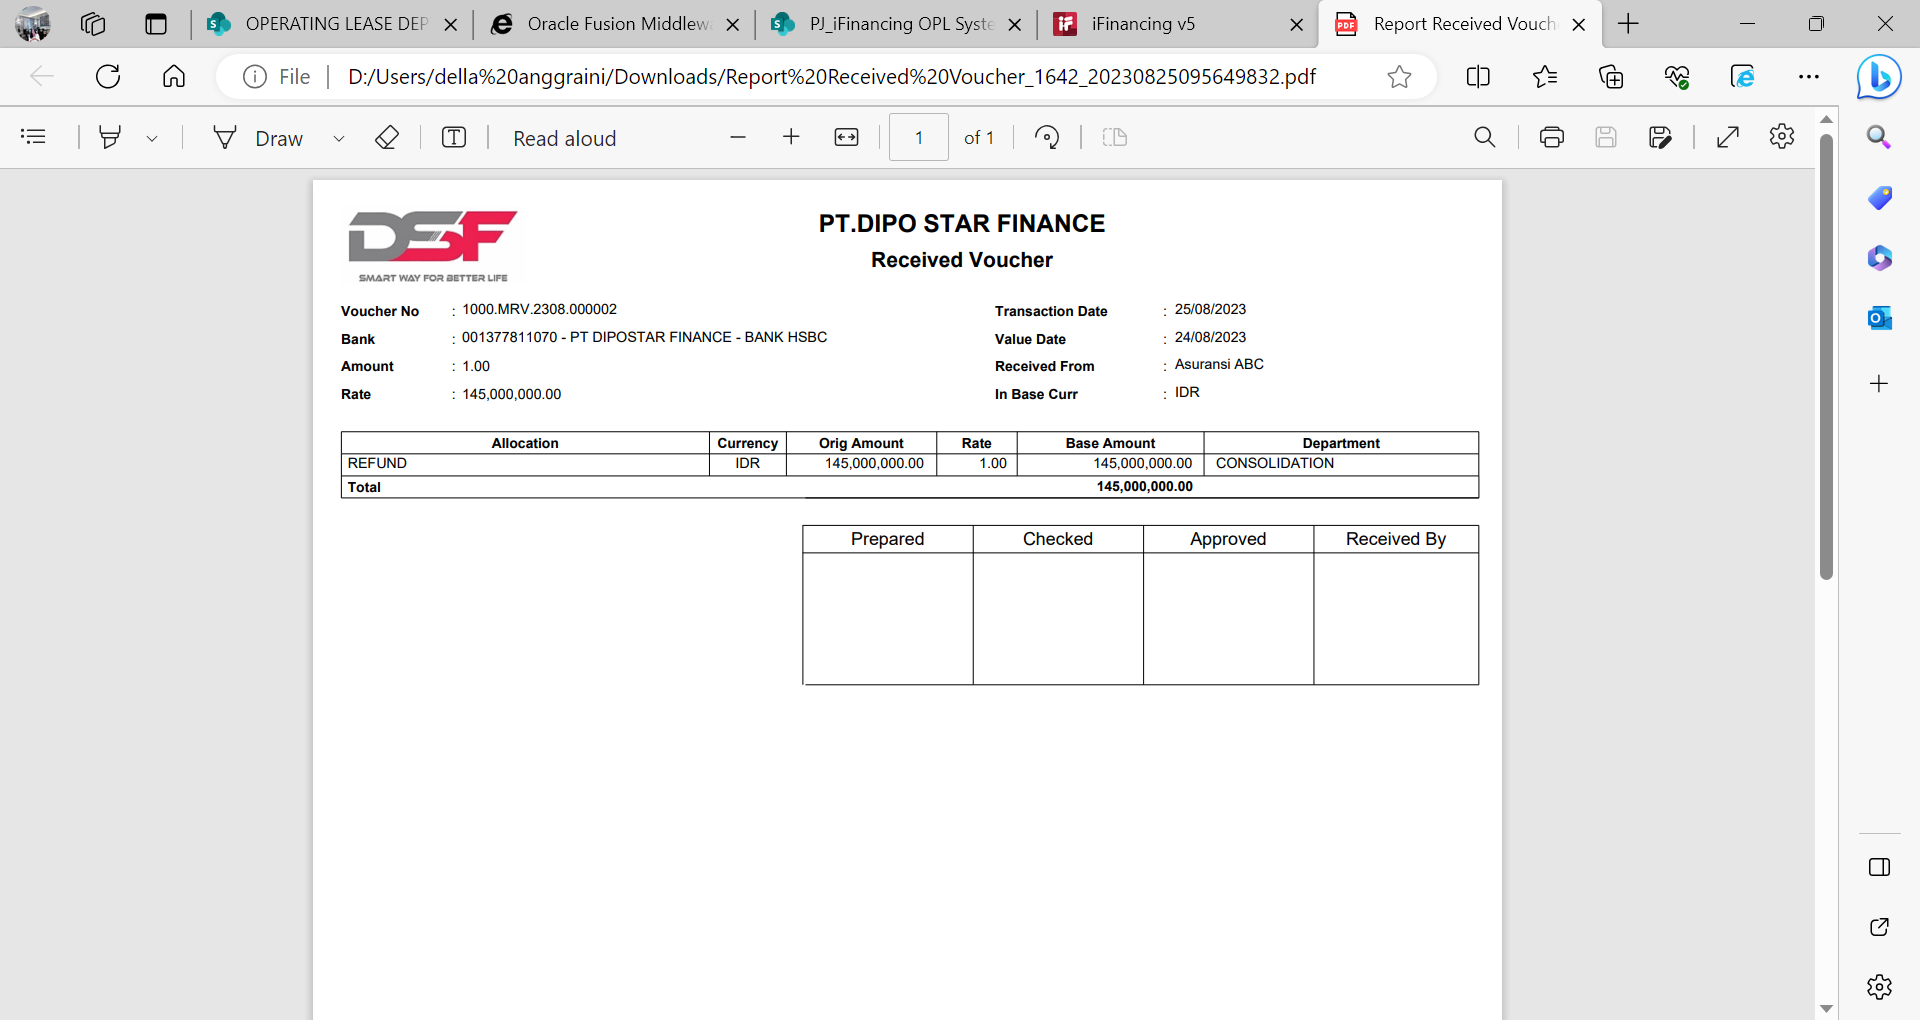 OPERATING LEASE DEP
Oracle Fusion Middlew
PJ_iFinancing OPL Syste
iFinancing v5
Report Received Vouch
File
D:/Users/della%20anggraini/Downloads/Report%20Received%20Voucher_1642_20230825095649832.pdf
Draw
Read aloud
1
of 1
DSF
SMART WAY FOR BETTER LIFE
PT.DIPO STAR FINANCE
Received Voucher
Voucher No : 1000.MRV.2308.000002
Transaction Date : 25/08/2023
Bank : 001377811070 - PT DIPOSTAR FINANCE - BANK HSBC
Value Date : 24/08/2023
Amount : 1.00
Received From : Asuransi ABC
Rate : 145,000,000.00
In Base Curr : IDR
Allocation Currency Orig Amount Rate Base Amount Department
REFUND IDR 145,000,000.00 1.00 145,000,000.00 CONSOLIDATION
Total 145,000,000.00
Prepared Checked Approved Received By